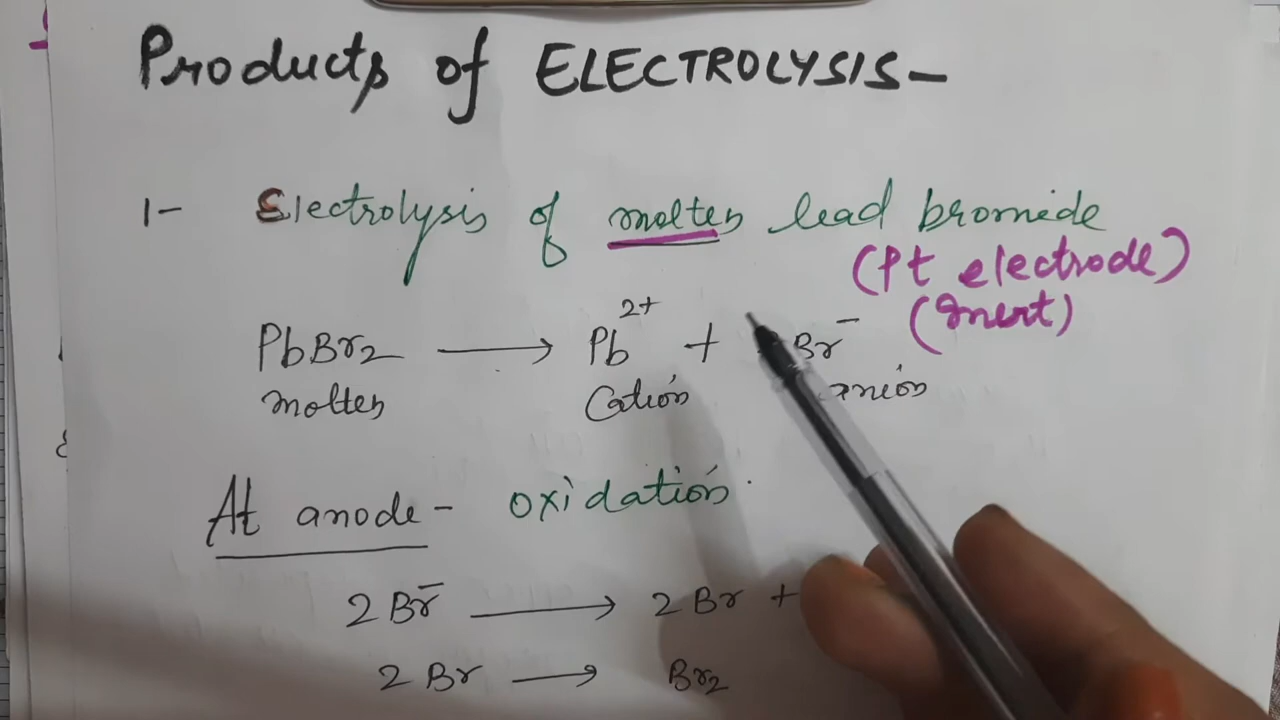 Products of ELECTROLYSIS-
1- Electrolysis of molten lead bromide
(Pt electrode)
(Inert)
PbBr2 → Pb2+ + Br-
molten Cation anion
At anode - oxidation
2Br- → 2Br +
2Br → Br2